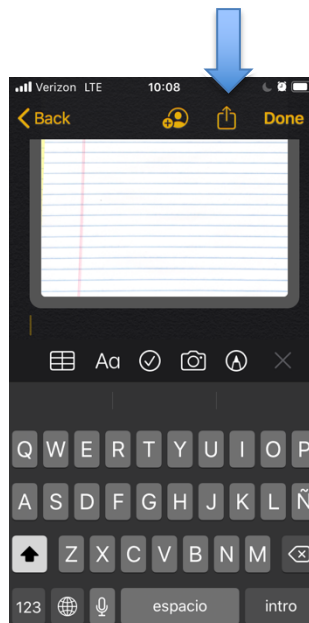 Verizon LTE 10:08
Back Done
Aa
Q W E R T Y U I O P
A S D F G H J K L Ñ
Z X C V B N M
123 espacio intro